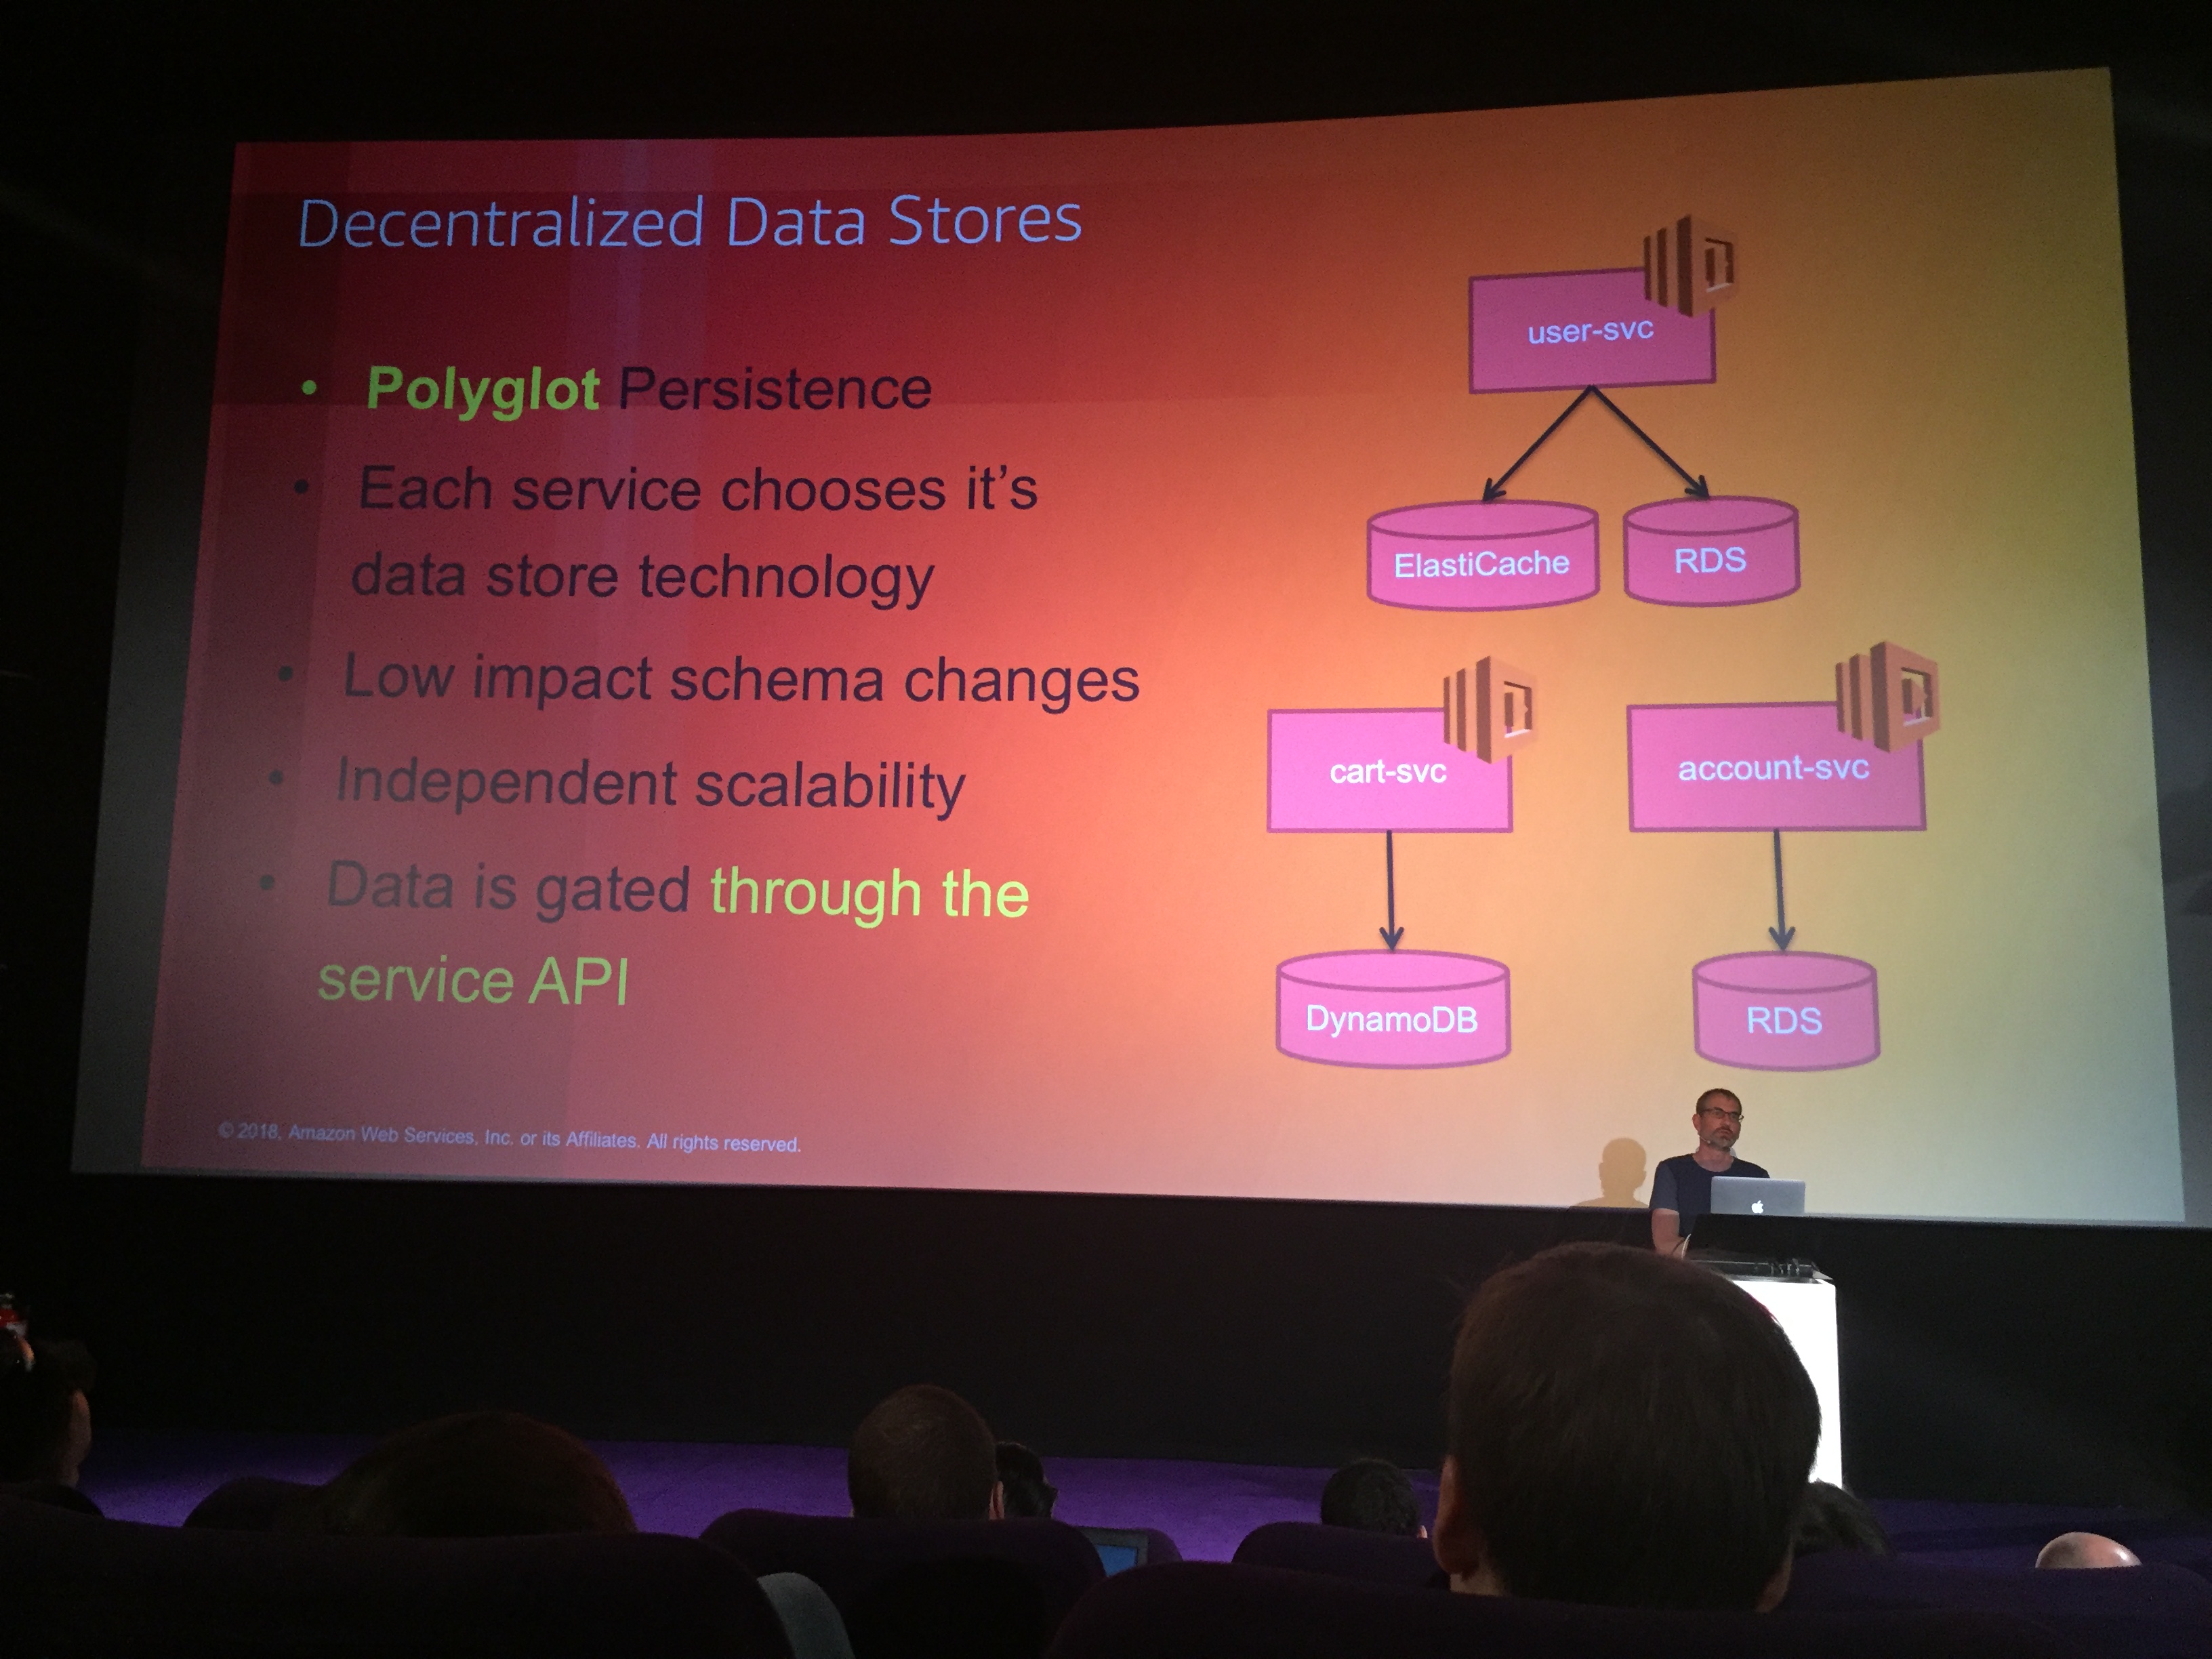 Decentralized Data Stores
• Polyglot Persistence
• Each service chooses it’s
data store technology
• Low impact schema changes
• Independent scalability
• Data is gated through the
service API
user-svc
ElastiCache
RDS
cart-svc
account-svc
DynamoDB
RDS
© 2018, Amazon Web Services, Inc. or its Affiliates. All rights reserved.